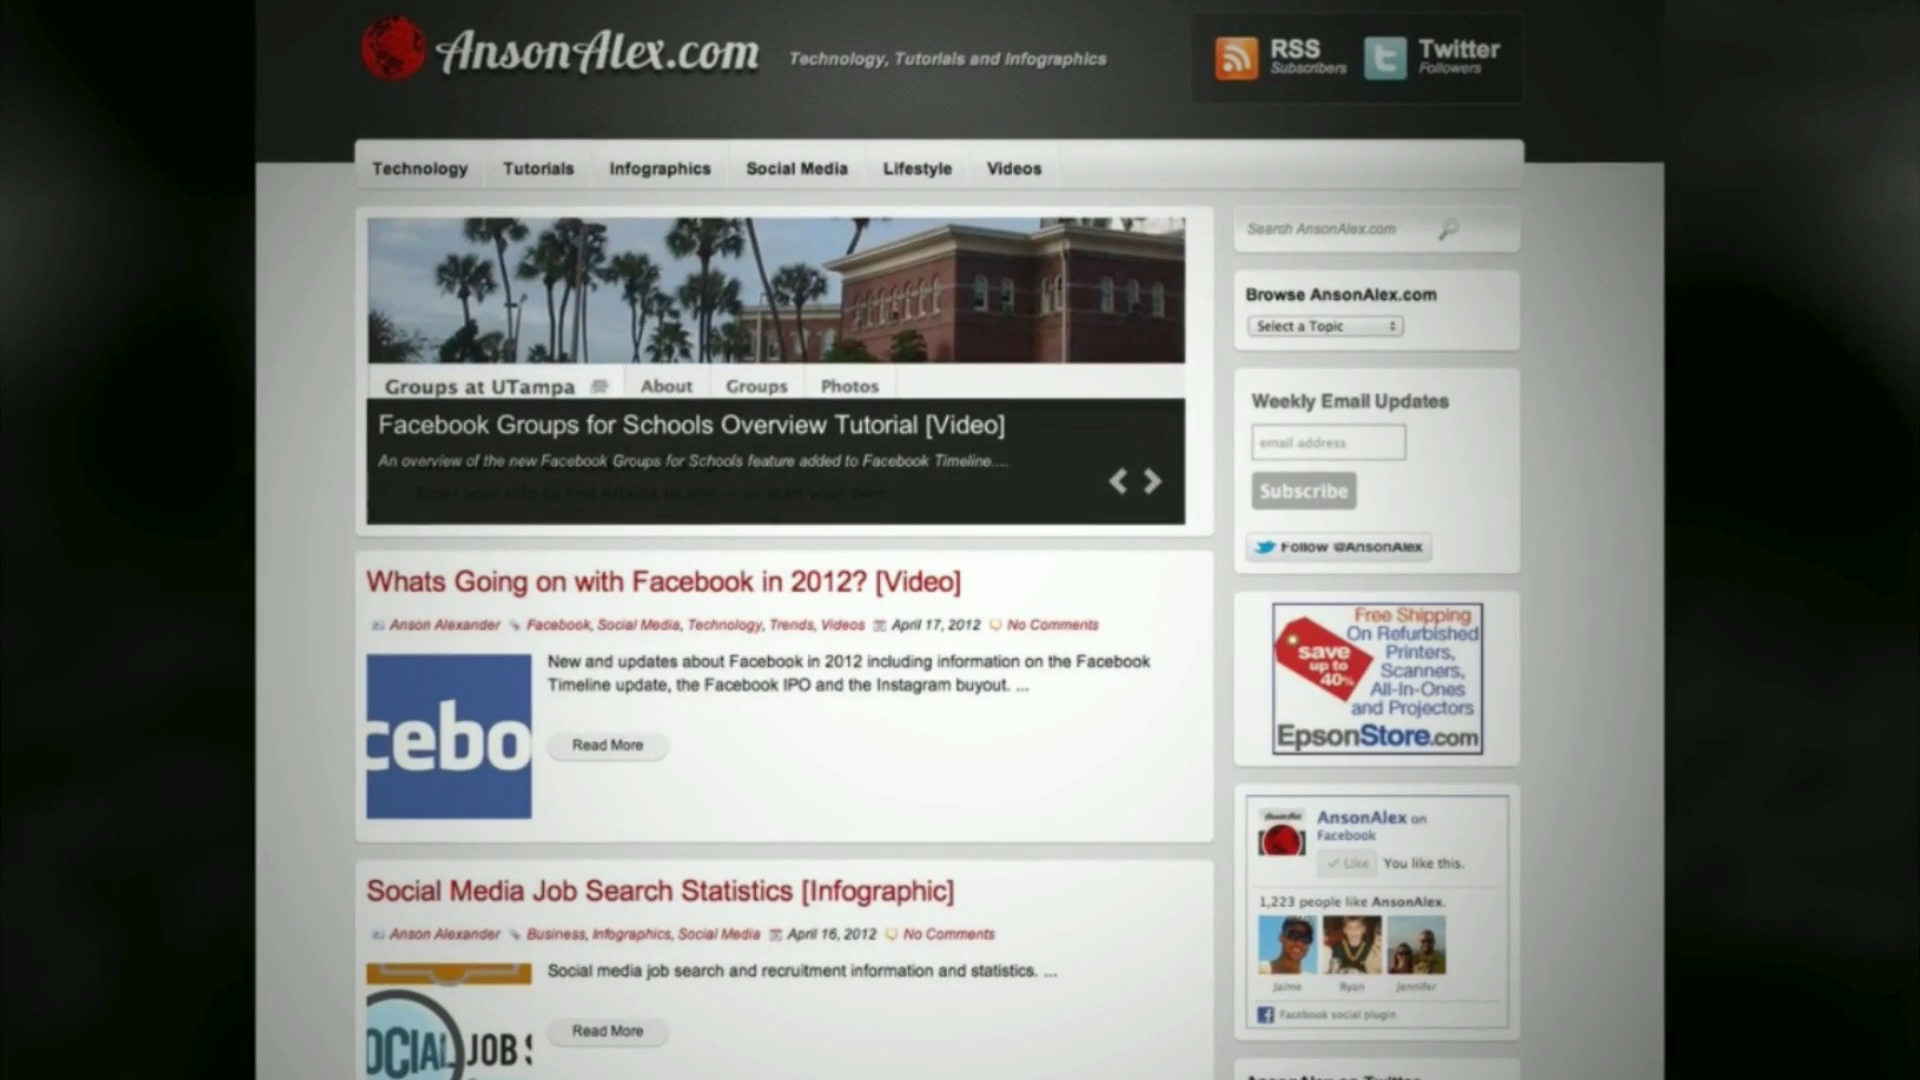 AnsonAlex.com
Technology, Tutorials and Infographics
RSS
Subscribers
Twitter
Followers
Technology
Tutorials
Infographics
Social Media
Lifestyle
Videos
Search AnsonAlex.com
Browse AnsonAlex.com
Select a Topic
Groups at UTampa
About
Groups
Photos
Facebook Groups for Schools Overview Tutorial [Video]
An overview of the new Facebook Groups for Schools feature added to Facebook Timeline....
Weekly Email Updates
email address
Subscribe
Follow @AnsonAlex
Whats Going on with Facebook in 2012? [Video]
Anson Alexander Facebook, Social Media, Technology, Trends, Videos April 17, 2012 No Comments
New and updates about Facebook in 2012 including information on the Facebook
Timeline update, the Facebook IPO and the Instagram buyout. ...
cebo
Read More
save
up to
40%
Free Shipping
On Refurbished
Printers,
Scanners,
All-In-Ones
and Projectors
EpsonStore.com
AnsonAlex on
Facebook
Like
You like this.
1,223 people like AnsonAlex.
Jaime
Ryan
Jennifer
Facebook social plugin
Social Media Job Search Statistics [Infographic]
Anson Alexander Business, Infographics, Social Media April 16, 2012 No Comments
Social media job search and recruitment information and statistics. ...
OCIAL JOB S
Read More
AnsonAlex on Twitter